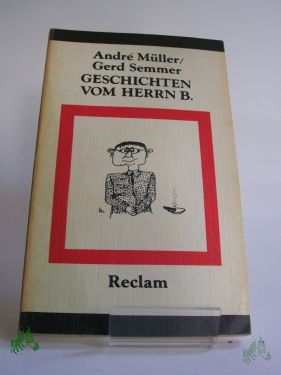 André Müller/
Gerd Semmer
GESCHICHTEN
VOM HERRN B.
Reclam